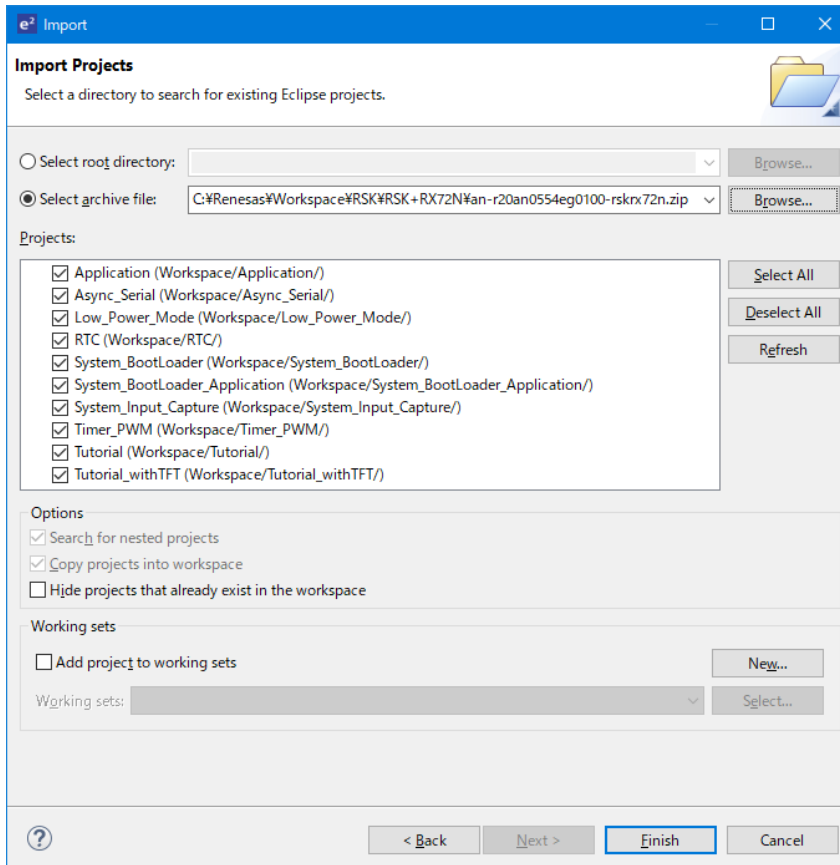 e² Import
Import Projects
Select a directory to search for existing Eclipse projects.
Select root directory:
Browse...
Select archive file:
C:¥Renesas¥Workspace¥RSK¥RSK+RX72N¥an-r20an0554eg0100-rskrx72n.zip
Browse...
Projects:
Application (Workspace/Application/)
Async_Serial (Workspace/Async_Serial/)
Low_Power_Mode (Workspace/Low_Power_Mode/)
RTC (Workspace/RTC/)
System_BootLoader (Workspace/System_BootLoader/)
System_BootLoader_Application (Workspace/System_BootLoader_Application/)
System_Input_Capture (Workspace/System_Input_Capture/)
Timer_PWM (Workspace/Timer_PWM/)
Tutorial (Workspace/Tutorial/)
Tutorial_withTFT (Workspace/Tutorial_withTFT/)
Select All
Deselect All
Refresh
Options
Search for nested projects
Copy projects into workspace
Hide projects that already exist in the workspace
Working sets
Add project to working sets
New...
Working sets:
Select...
?
< Back
Next >
Finish
Cancel